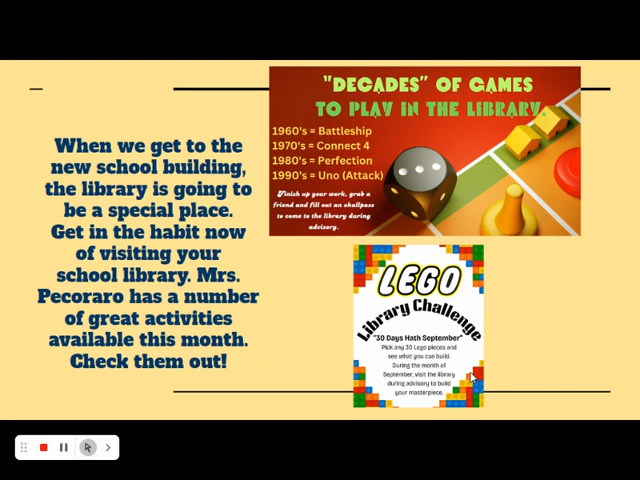 When we get to the
new school building,
the library is going to
be a special place.
Get in the habit now
of visiting your
school library. Mrs.
Pecoraro has a number
of great activities
available this month.
Check them out!
"DECADES" OF GAMES
TO PLAY IN THE LIBRARY.
1960's = Battleship
1970's = Connect 4
1980's = Perfection
1990's = Uno (Attack)
Finish up your work, grab a
friend and fill out an ehallpass
to come to the library during
advisory.
LEGO
Library Challenge
"30 Days Hath September"
Pick any 30 Lego pieces and
see what you can build.
During the month of
September, visit the library
during advisory to build
your masterpiece.